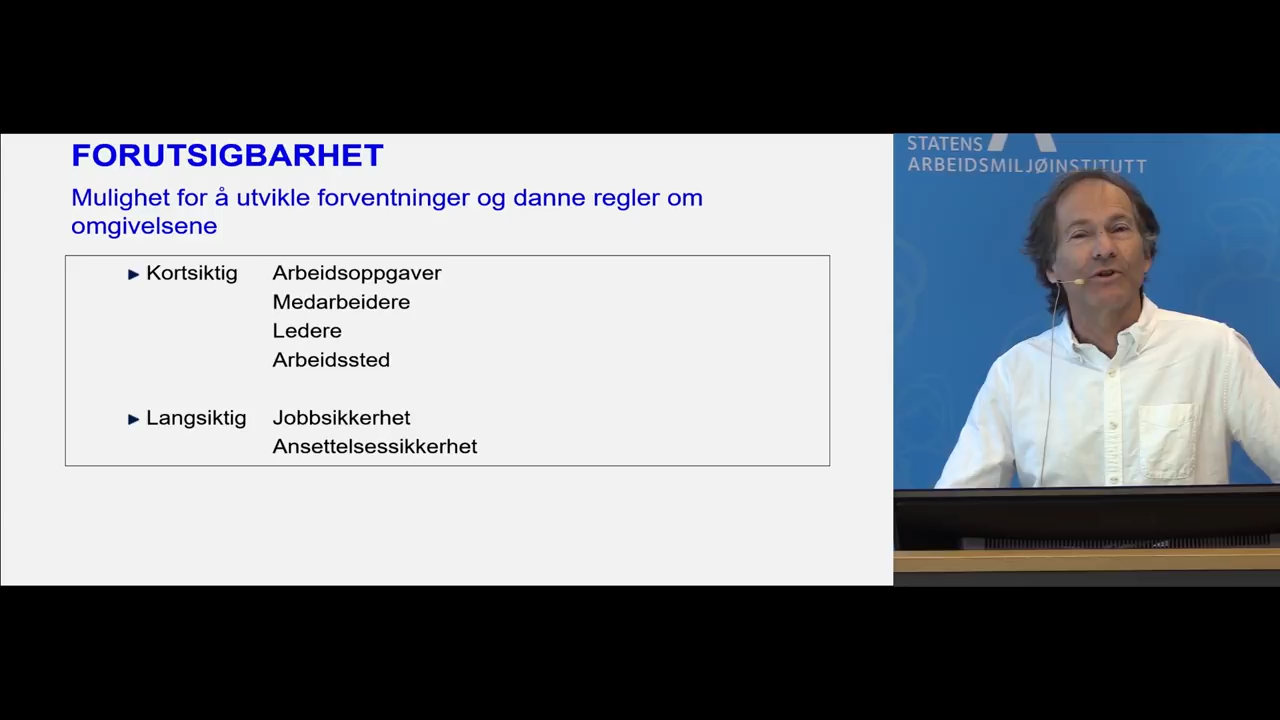 FORUTSIGBARHET
Mulighet for å utvikle forventninger og danne regler om
omgivelsene
Kortsiktig Arbeidsoppgaver
Medarbeidere
Ledere
Arbeidssted
Langsiktig Jobbsikkerhet
Ansettelsessikkerhet
STATENS
ARBEIDSMILJØINSTITUTT